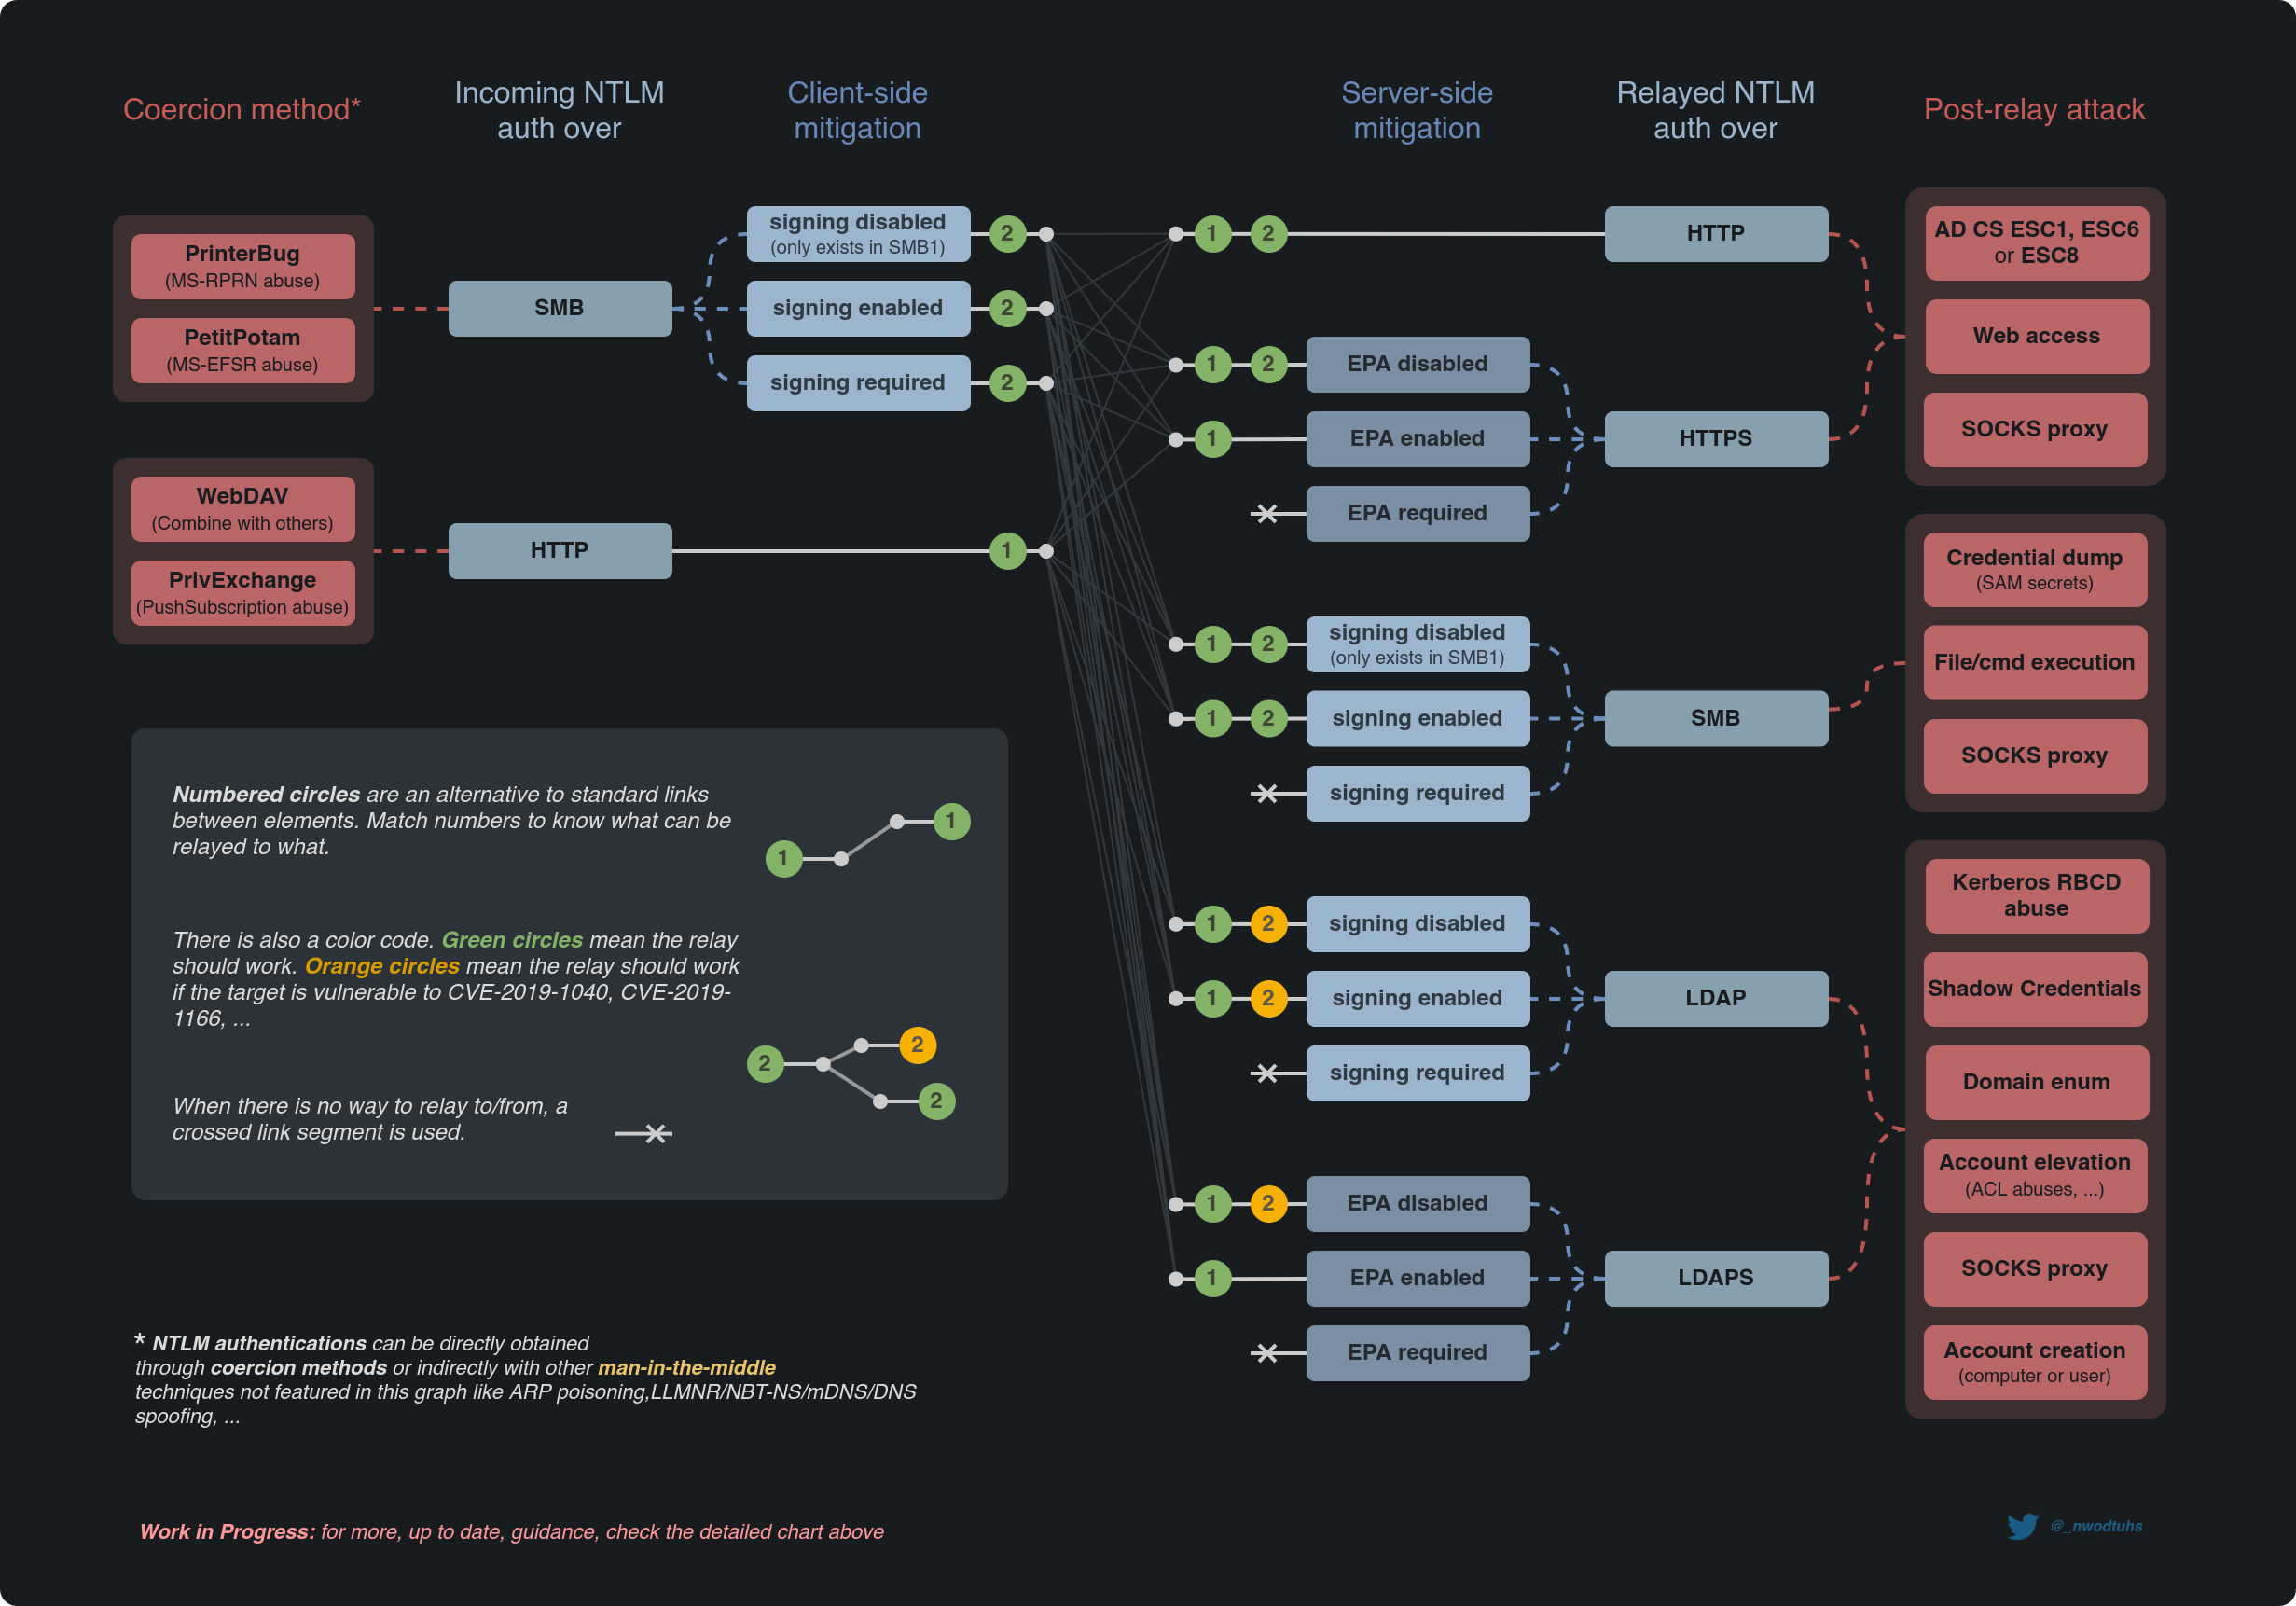 Coercion method*
Incoming NTLM
auth over
Client-side
mitigation
Server-side
mitigation
Relayed NTLM
auth over
Post-relay attack
PrinterBug
(MS-RPRN abuse)
PetitPotam
(MS-EFSR abuse)
SMB
signing disabled
(only exists in SMB1)
2
signing enabled
2
signing required
2
WebDAV
(Combine with others)
PrivExchange
(PushSubscription abuse)
HTTP
1
1
2
HTTP
1
2
EPA disabled
1
EPA enabled
EPA required
HTTPS
AD CS ESC1, ESC6
or ESC8
Web access
SOCKS proxy
1
2
signing disabled
(only exists in SMB1)
1
2
signing enabled
signing required
SMB
Credential dump
(SAM secrets)
File/cmd execution
SOCKS proxy
1
2
signing disabled
1
2
signing enabled
signing required
LDAP
1
2
EPA disabled
1
EPA enabled
EPA required
LDAPS
Kerberos RBCD
abuse
Shadow Credentials
Domain enum
Account elevation
(ACL abuses, ...)
SOCKS proxy
Account creation
(computer or user)
Numbered circles are an alternative to standard links
between elements. Match numbers to know what can be
relayed to what.
1
1
There is also a color code. Green circles mean the relay
should work. Orange circles mean the relay should work
if the target is vulnerable to CVE-2019-1040, CVE-2019-
1166, ...
2
2
2
When there is no way to relay to/from, a
crossed link segment is used.
* NTLM authentications can be directly obtained
through coercion methods or indirectly with other man-in-the-middle
techniques not featured in this graph like ARP poisoning,LLMNR/NBT-NS/mDNS/DNS
spoofing, ...
Work in Progress: for more, up to date, guidance, check the detailed chart above
@_nwodtuhs